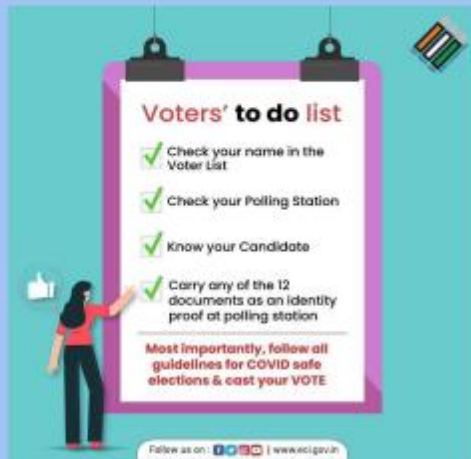 Voters' to do list
Check your name in the
Voter List
Check your Polling Station
Know your Candidate
Carry any of the 12
documents as an identity
proof at polling station
Most importantly, follow all
guidelines for COVID safe
elections & cast your VOTE
Follow us on : | www.eci.gov.in